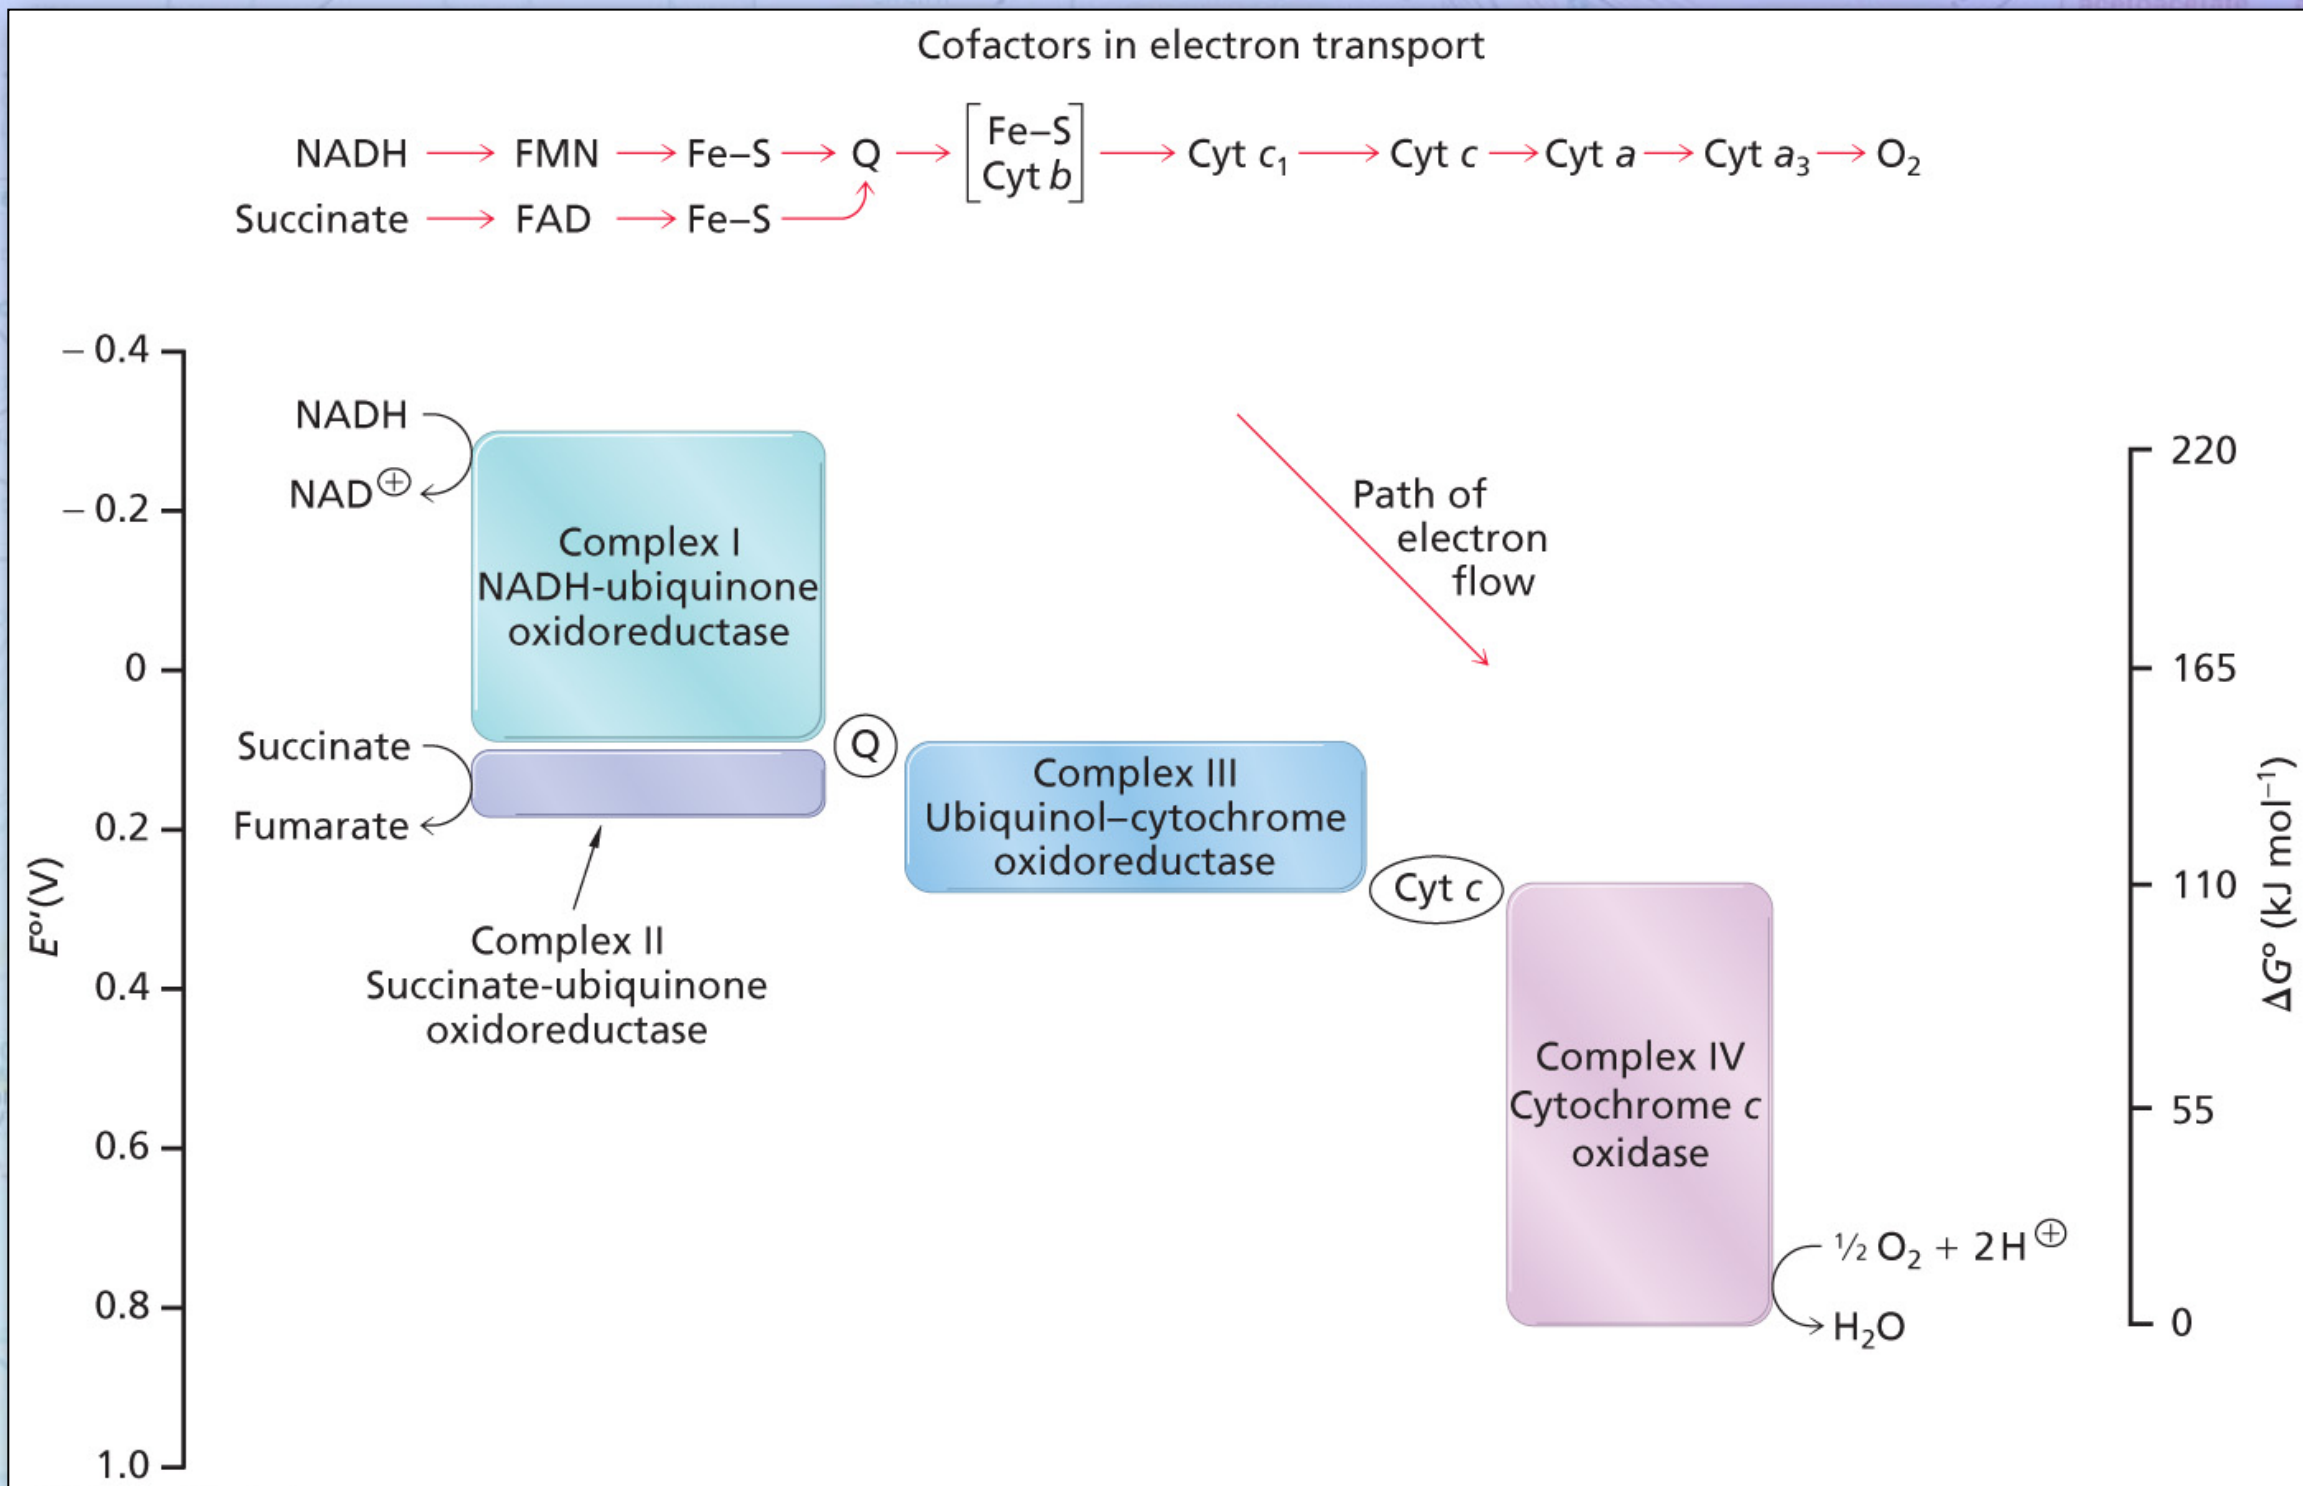 acetoacetate
Cofactors in electron transport
NADH → FMN → Fe–S → Q → [Fe–S Cyt b] → Cyt c₁ → Cyt c → Cyt a → Cyt a₃ → O₂
Succinate → FAD → Fe–S
– 0.4
– 0.2
0
0.2
0.4
0.6
0.8
1.0
E°′(V)
NADH
NAD⊕
Complex I
NADH-ubiquinone
oxidoreductase
Succinate
Fumarate
Complex II
Succinate-ubiquinone
oxidoreductase
Q
Complex III
Ubiquinol–cytochrome
oxidoreductase
Cyt c
Path of
electron
flow
Complex IV
Cytochrome c
oxidase
½ O₂ + 2H⊕
H₂O
220
165
110
55
0
ΔG° (kJ mol⁻¹)